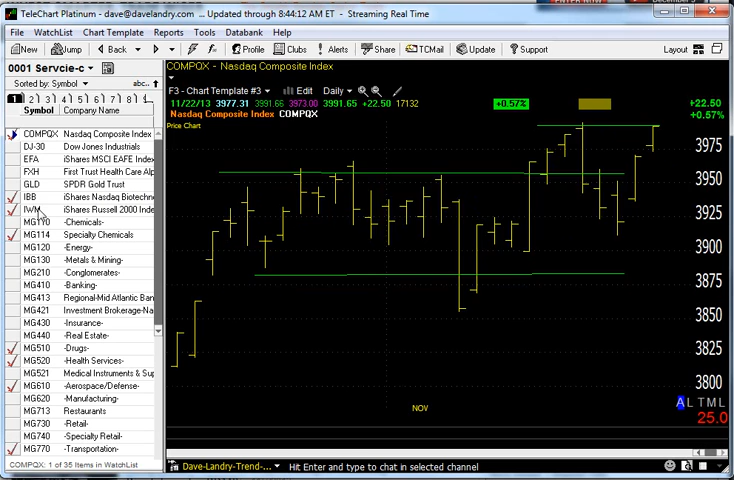 TeleChart Platinum - dave@davelandry.com ... Updated through 8:44:12 AM ET - Streaming Real Time
File WatchList Chart Template Reports Tools Databank Help
New Jump Back Profile Clubs Alerts Share TCMail Update Support Layout
0001 Servcie-c
Sorted by: Symbol abc..
1 2 3 4 5 6 7 8 9
Symbol Company Name
COMPQX Nasdaq Composite Index
DJ-30 Dow Jones Industrials
EFA iShares MSCI EAFE Index
FXH First Trust Health Care Alp
GLD SPDR Gold Trust
IBB iShares Nasdaq Biotechn
IWM iShares Russell 2000 Inde
MG110 -Chemicals-
MG114 Specialty Chemicals
MG120 -Energy-
MG130 -Metals & Mining-
MG210 -Conglomerates-
MG410 -Banking-
MG413 Regional-Mid Atlantic Ban
MG421 Investment Brokerage-Na
MG430 -Insurance-
MG440 -Real Estate-
MG510 -Drugs-
MG520 -Health Services-
MG521 Medical Instruments & Sup
MG610 -Aerospace/Defense-
MG620 -Manufacturing-
MG713 Restaurants
MG730 -Retail-
MG740 -Specialty Retail-
MG770 -Transportation-
COMPQX: 1 of 35 Items in WatchList
COMPQX - Nasdaq Composite Index
F3 - Chart Template #3 Edit Daily
11/22/13 3977.31 3991.66 3973.00 3991.65 +22.50 17132 +0.57% +22.50
Nasdaq Composite Index COMPQX +0.57%
Price Chart
3975
3950
3925
3900
3875
3850
3825
3800
NOV
A L T M L
25.0
Dave-Landry-Trend-... Hit Enter and type to chat in selected channel